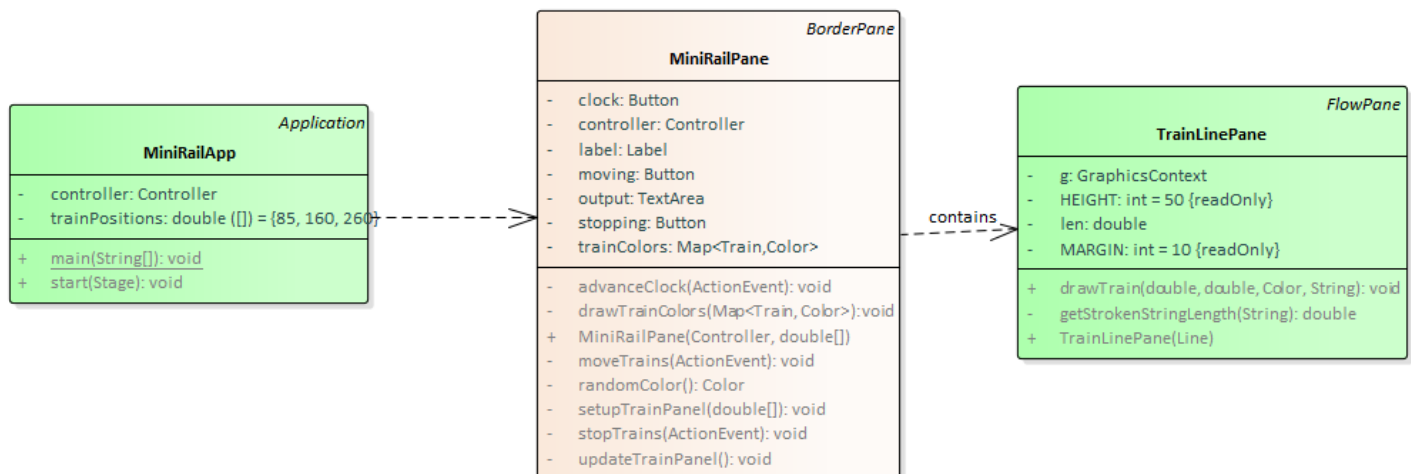 Application
MiniRailApp
- controller: Controller
- trainPositions: double ([]) = {85, 160, 260}
+ main(String[]): void
+ start(Stage): void
BorderPane
MiniRailPane
- clock: Button
- controller: Controller
- label: Label
- moving: Button
- output: TextArea
- stopping: Button
- trainColors: Map<Train,Color>
- advanceClock(ActionEvent): void
- drawTrainColors(Map<Train, Color>):void
+ MiniRailPane(Controller, double[])
- moveTrains(ActionEvent): void
- randomColor(): Color
- setupTrainPanel(double[]): void
- stopTrains(ActionEvent): void
- updateTrainPanel(): void
contains
FlowPane
TrainLinePane
- g: GraphicsContext
- HEIGHT: int = 50 {readOnly}
- len: double
- MARGIN: int = 10 {readOnly}
+ drawTrain(double, double, Color, String): void
- getStrokenStringLength(String): double
+ TrainLinePane(Line)